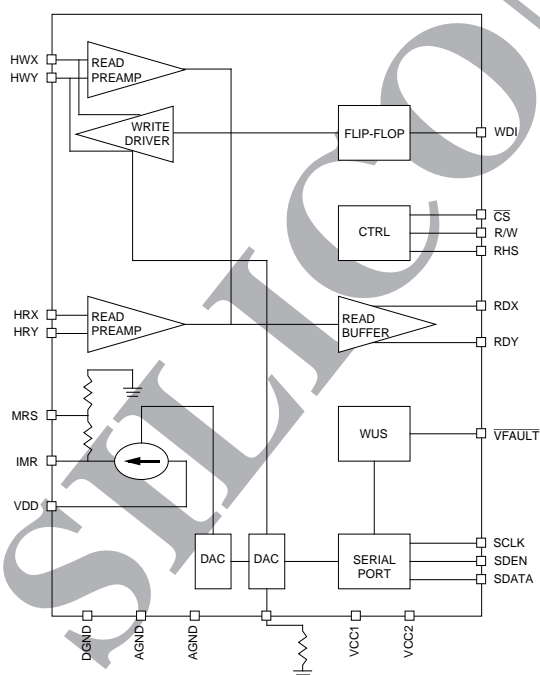 HWX
HWY
READ
PREAMP
WRITE
DRIVER
FLIP-FLOP
WDI
CTRL
CS
R/W
RHS
HRX
HRY
READ
PREAMP
READ
BUFFER
RDX
RDY
MRS
IMR
VDD
WUS
VFAULT
DAC
DAC
SERIAL
PORT
SCLK
SDEN
SDATA
DGND
AGND
AGND
VCC1
VCC2
SILICO